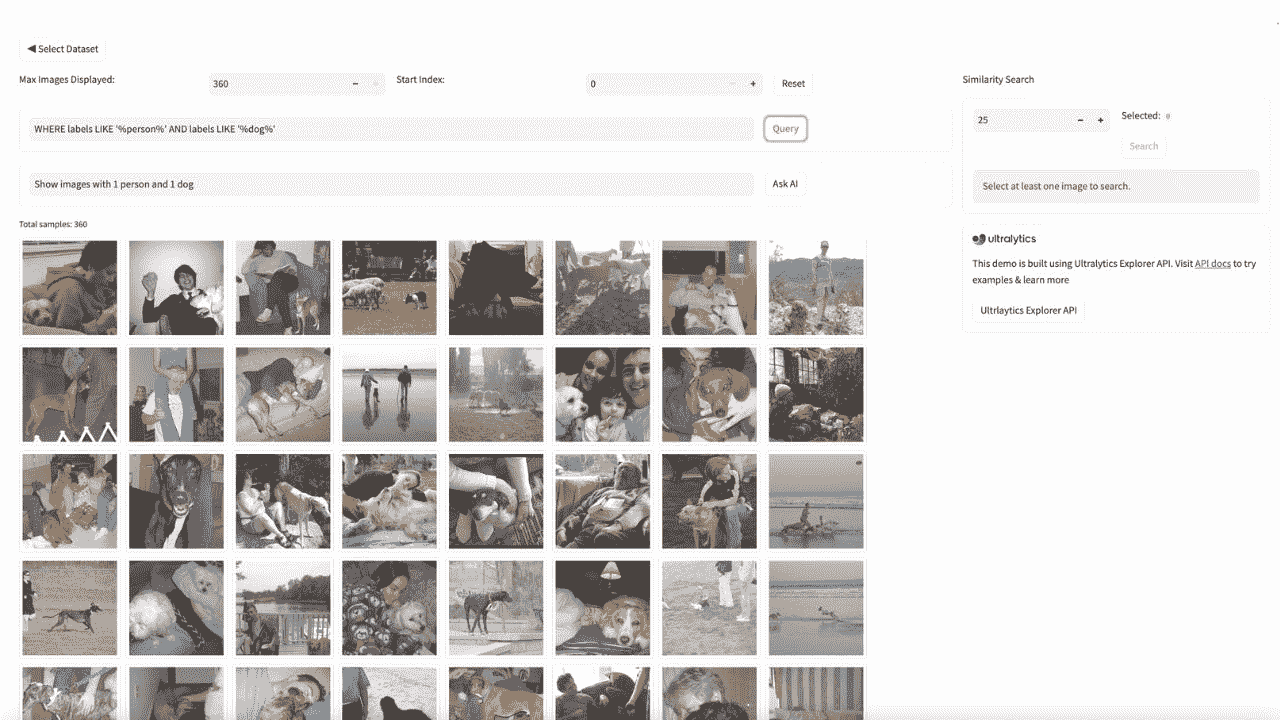 ◀ Select Dataset
Max Images Displayed:
360
−
+
Start Index:
0
−
+
Reset
WHERE labels LIKE '%person%' AND labels LIKE '%dog%'
Query
Show images with 1 person and 1 dog
Ask AI
Total samples: 360
Similarity Search
25
−
+
Selected: 0
Search
Select at least one image to search.
ultralytics
This demo is built using Ultralytics Explorer API. Visit API docs to try
examples & learn more
Ultrlaytics Explorer API